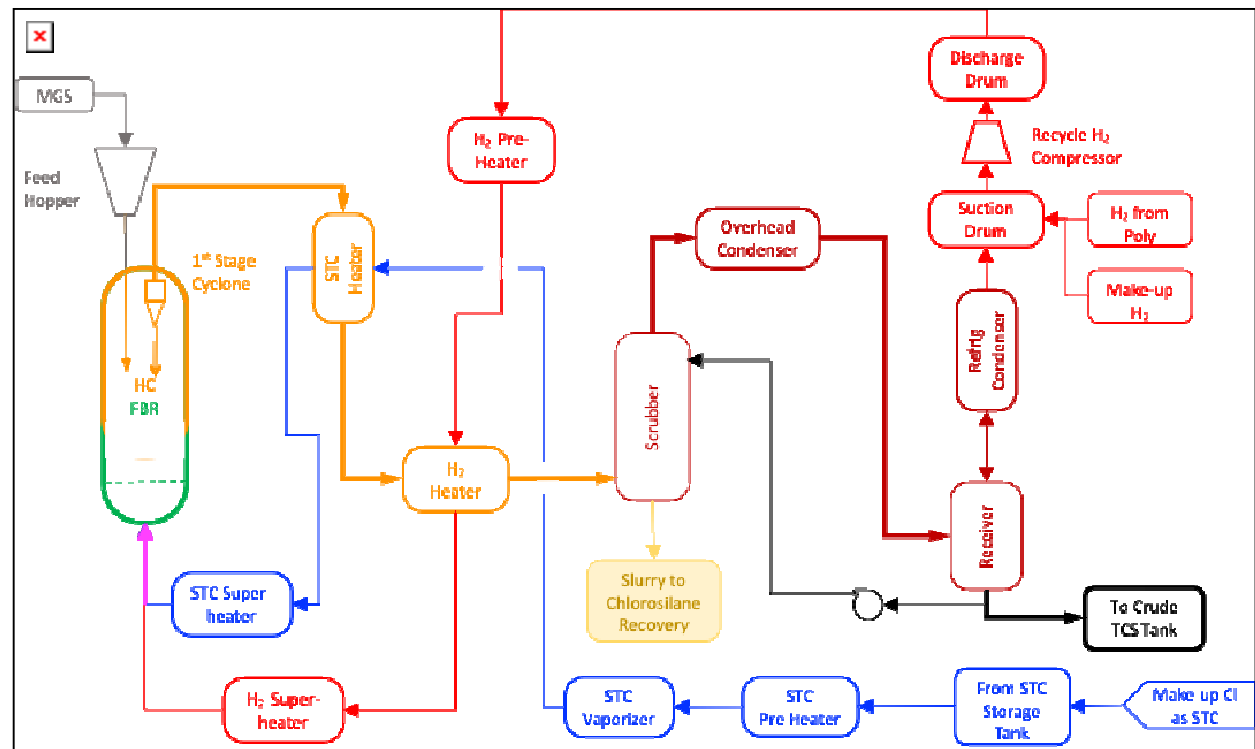 MGS
Feed
Hopper
1st Stage
Cyclone
HC
FBR
STC
Heater
H₂ Pre-
Heater
H₂
Heater
STC Super
heater
H₂ Super-
heater
Overhead
Condenser
Scrubber
Slurry to
Chlorosilane
Recovery
Discharge
Drum
Recycle H₂
Compressor
Suction
Drum
H₂ from
Poly
Make-up
H₂
Refrig
Condenser
Receiver
To Crude
TCS Tank
STC
Vaporizer
STC
Pre Heater
From STC
Storage
Tank
Make up Cl
as STC